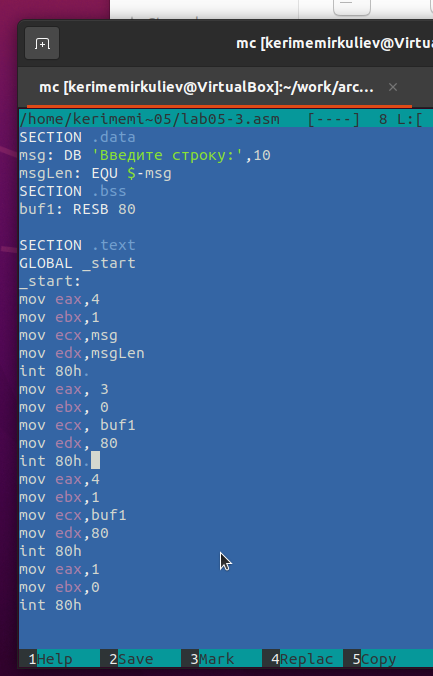 mc [kerimemirkuliev@Virtua
mc [kerimemirkuliev@VirtualBox]:~/work/arc... ×
/home/kerimemi~05/lab05-3.asm [----] 8 L:[
SECTION .data
msg: DB 'Введите строку:',10
msgLen: EQU $-msg
SECTION .bss
buf1: RESB 80
SECTION .text
GLOBAL _start
_start:
mov eax,4
mov ebx,1
mov ecx,msg
mov edx,msgLen
int 80h.
mov eax, 3
mov ebx, 0
mov ecx, buf1
mov edx, 80
int 80h.
mov eax,4
mov ebx,1
mov ecx,buf1
mov edx,80
int 80h
mov eax,1
mov ebx,0
int 80h
1Help 2Save 3Mark 4Replac 5Copy